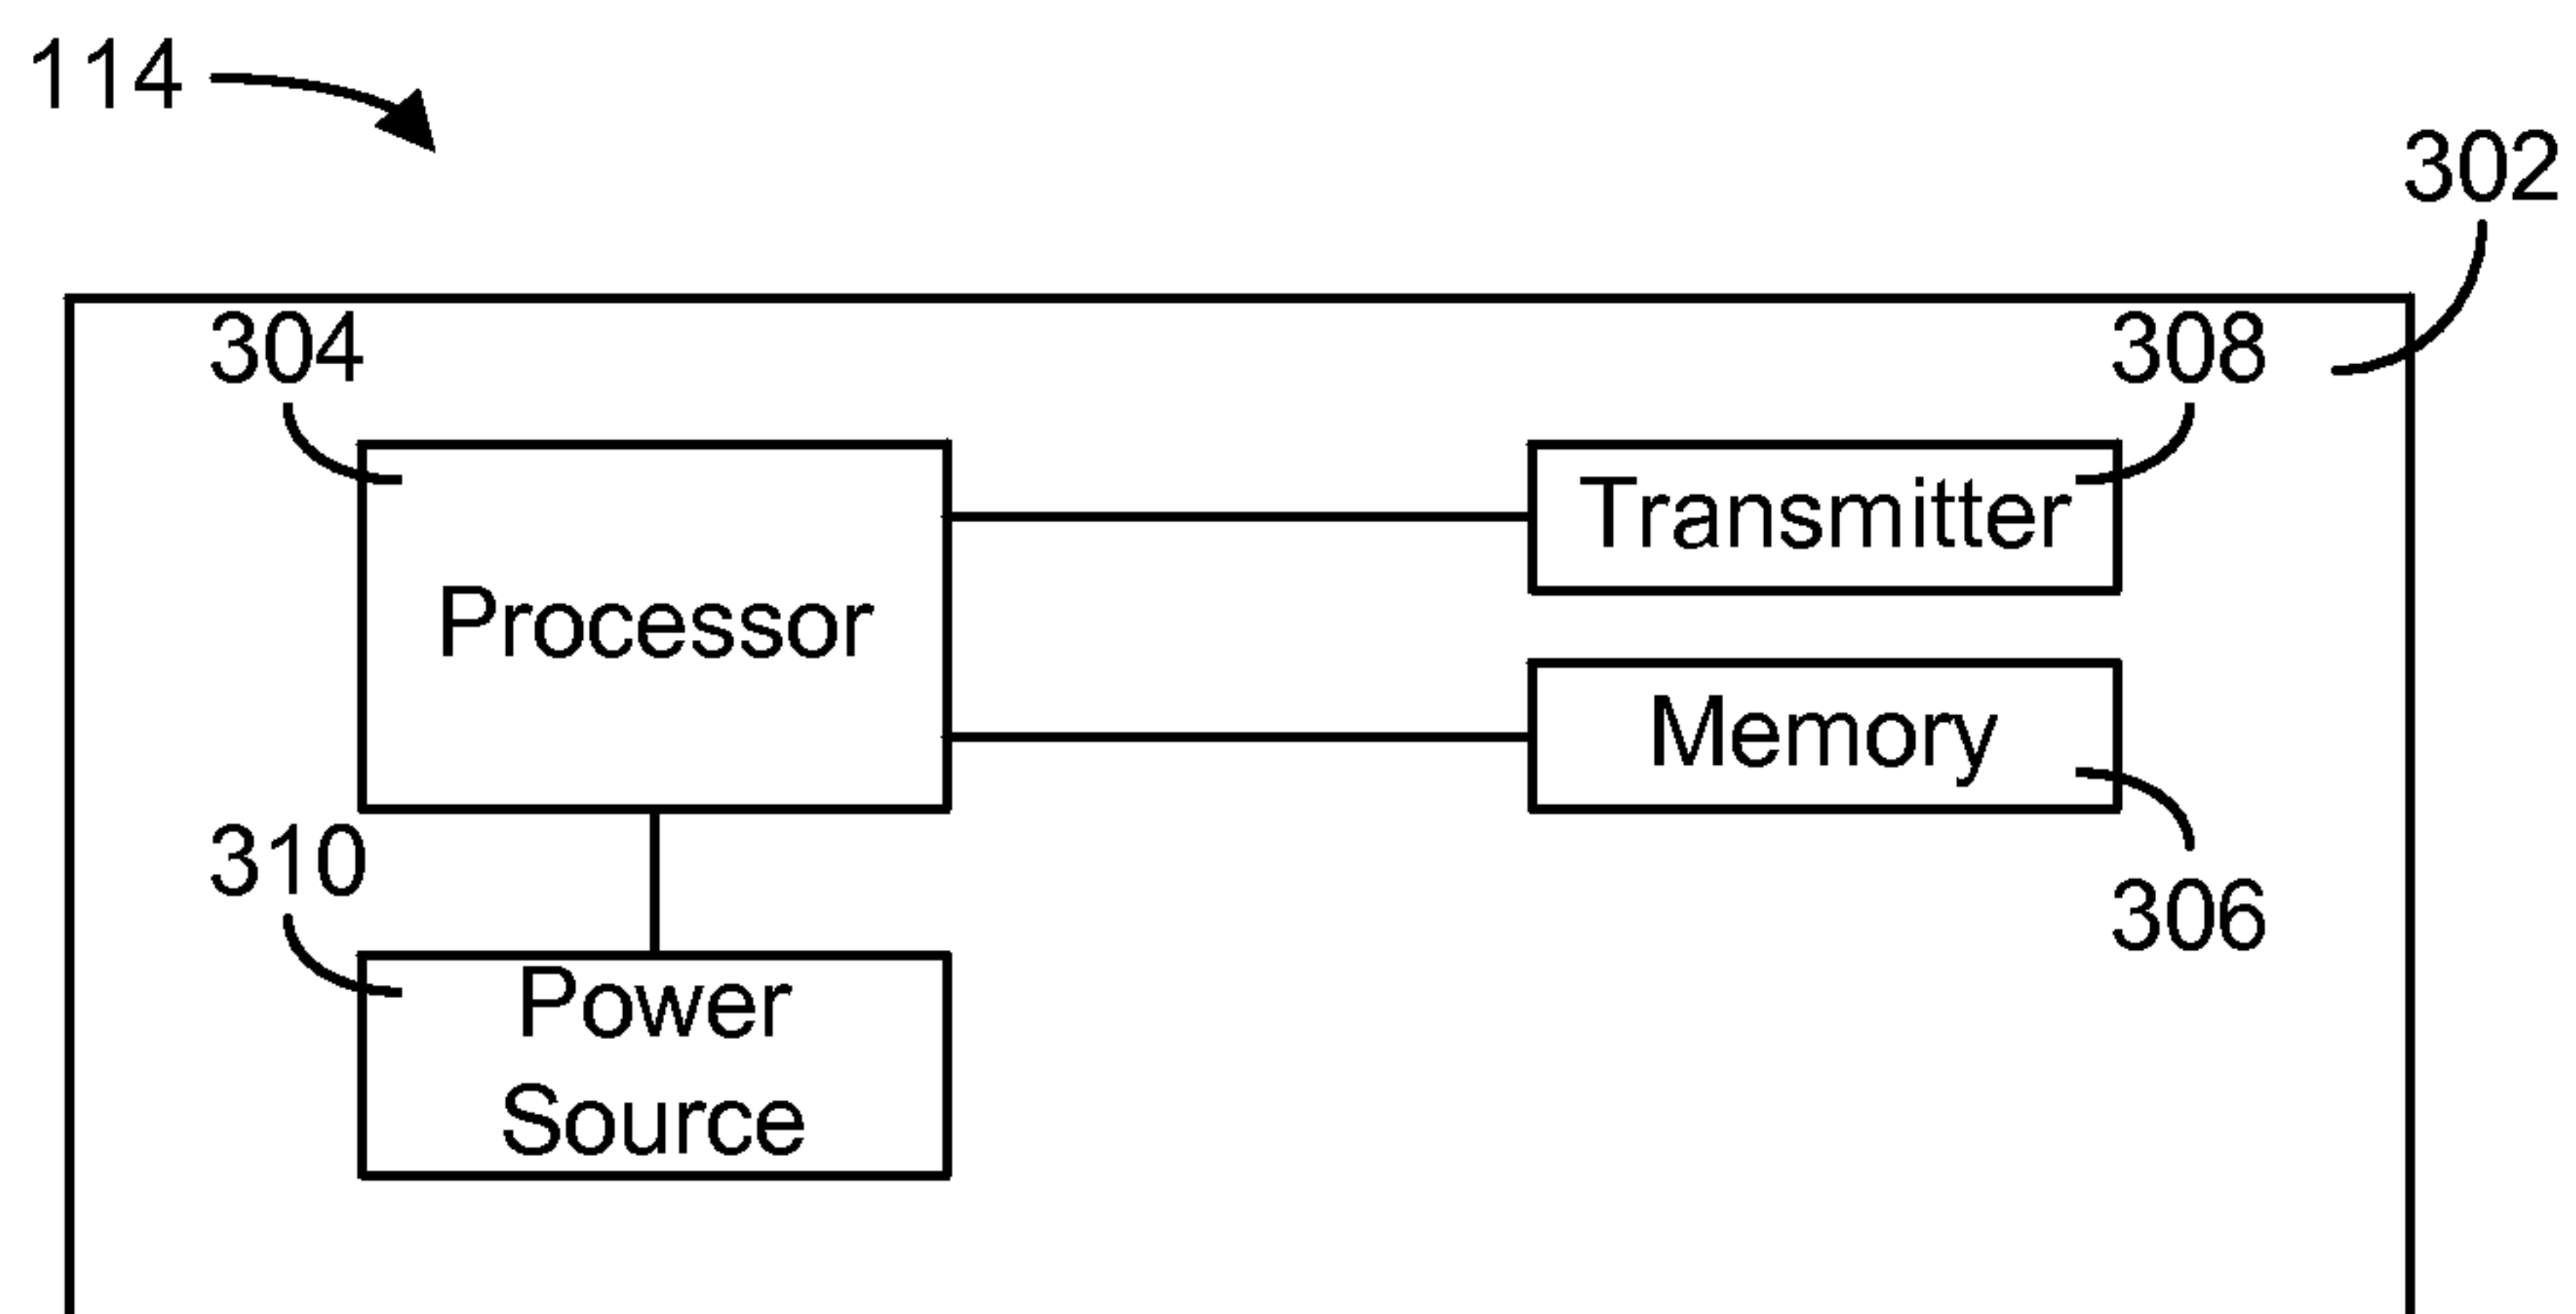 114
302
304
308
Transmitter
Processor
Memory
310
306
Power
Source